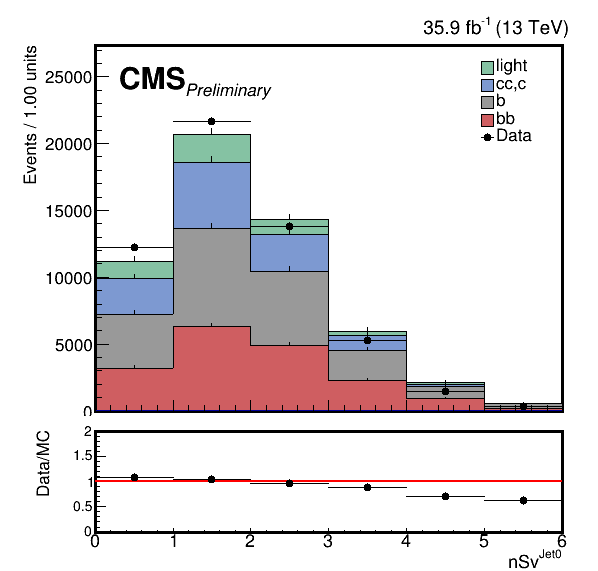 35.9 fb⁻¹ (13 TeV)
CMS Preliminary
Events / 1.00 units
25000
20000
15000
10000
5000
0
light
cc,c
b
bb
Data
Data/MC
2
1.5
1
0.5
0
0 1 2 3 4 5 6
nSv^Jet0